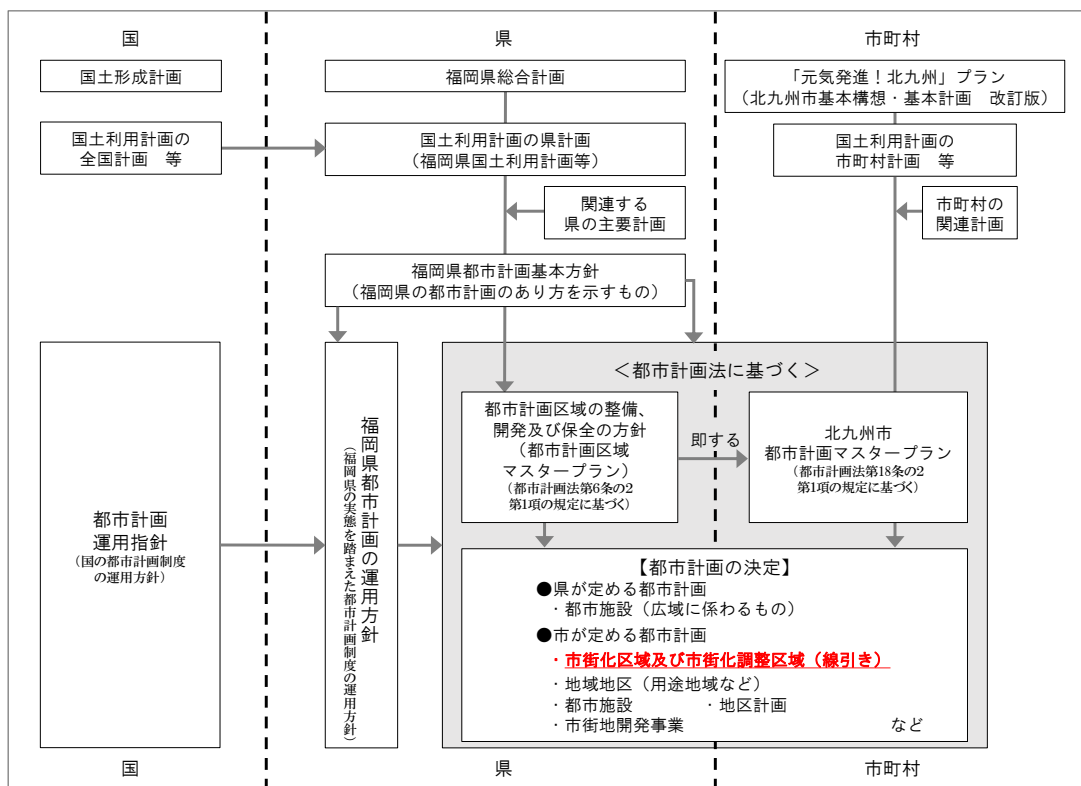 国
県
市町村
国土形成計画
福岡県総合計画
「元気発進！北九州」プラン
（北九州市基本構想・基本計画　改訂版）
国土利用計画の
全国計画　等
国土利用計画の県計画
（福岡県国土利用計画等）
国土利用計画の
市町村計画　等
関連する
県の主要計画
市町村の
関連計画
福岡県都市計画基本方針
（福岡県の都市計画のあり方を示すもの）
都市計画
運用指針
（国の都市計画制度
の運用方針）
福岡県都市計画の運用方針
（福岡県の実態を踏まえた都市計画制度の運用方針）
＜都市計画法に基づく＞
都市計画区域の整備、
開発及び保全の方針
（都市計画区域
マスタープラン）
（都市計画法第6条の2
第1項の規定に基づく）
即する
北九州市
都市計画マスタープラン
（都市計画法第18条の2
第1項の規定に基づく）
【都市計画の決定】
●県が定める都市計画
・都市施設（広域に係わるもの）
●市が定める都市計画
・市街化区域及び市街化調整区域（線引き）
・地域地区（用途地域など）
・都市施設　　　・地区計画
・市街地開発事業　　　　　　　　など
国
県
市町村